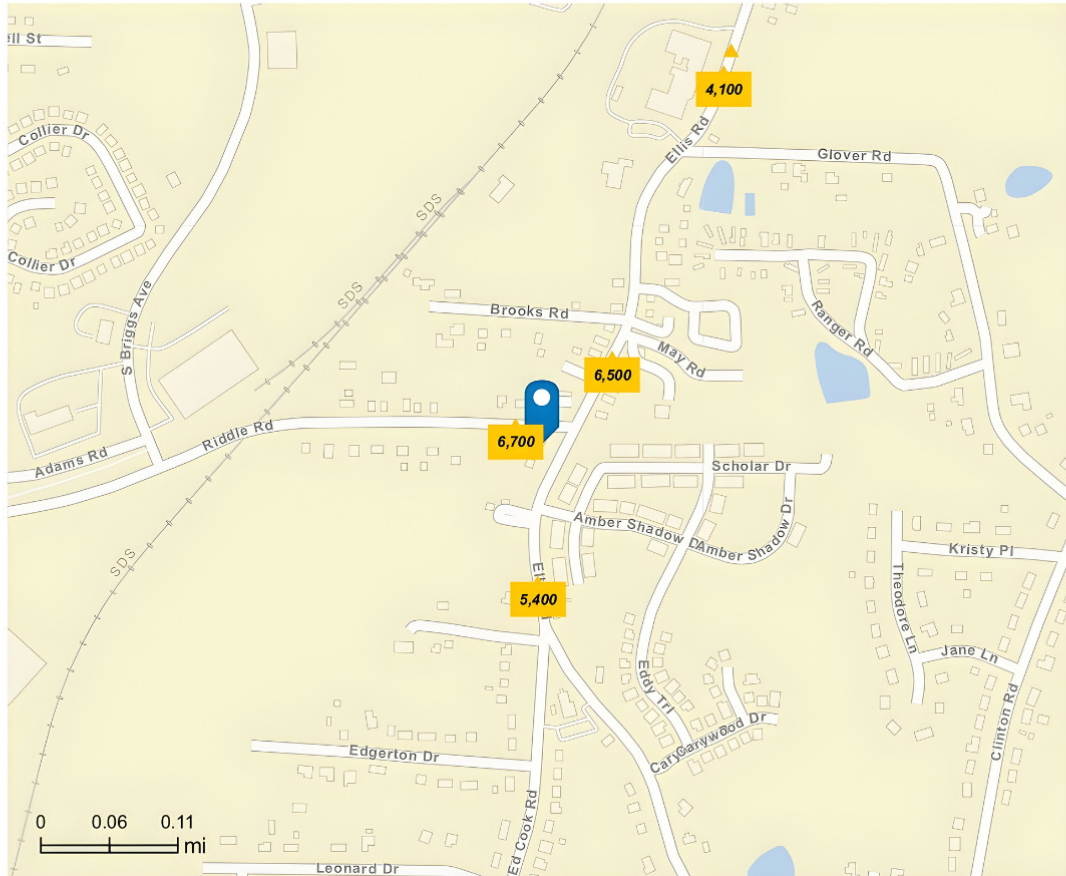 ell St
4,100
Collier Dr
Ellis Rd
Glover Rd
SDS
Collier Dr
S Briggs Ave
SDS
Brooks Rd
Ranger Rd
May Rd
6,500
Riddle Rd
6,700
Adams Rd
Scholar Dr
Amber Shadow D
Amber Shadow Dr
Kristy Pl
SDS
5,400
Theodore Ln
Jane Ln
Eddy Trl
Carywood Dr
Clinton Rd
Edgerton Dr
0 0.06 0.11
mi
Ed Cook Rd
Leonard Dr